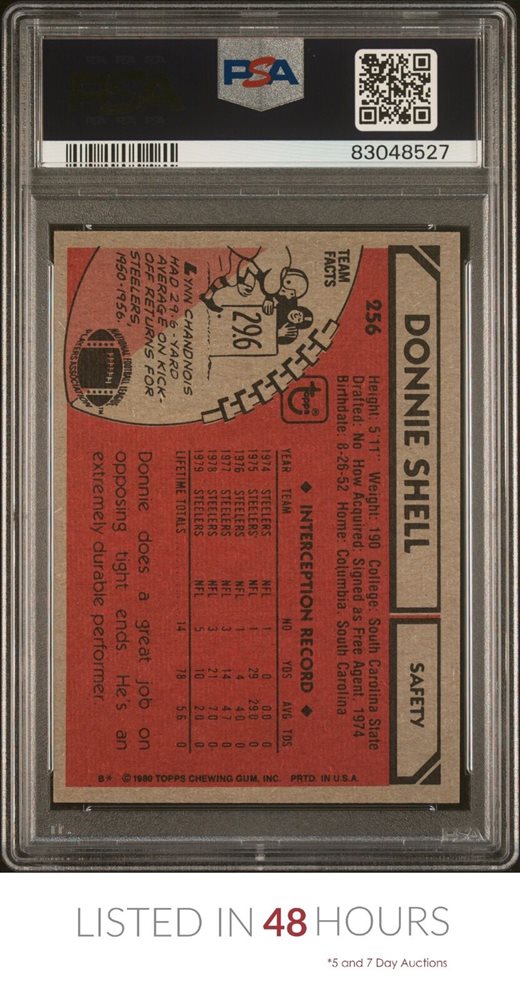 PSA
83048527
DONNIE SHELL
SAFETY
256
Height: 5'11" Weight: 190 College: South Carolina State
Drafted: No How Acquired: Signed as Free Agent, 1974
Birthdate: 8-26-52 Home: Columbia, South Carolina
TEAM
FACTS
29.6
LYNN CHANDNOIS
HAD 29.6-YARD
AVERAGE ON KICK-
OFF RETURNS FOR
STEELERS,
1950-1956.
NATIONAL FOOTBALL LEAGUE
PLAYERS ASSOCIATION
topps®
◆ INTERCEPTION RECORD ◆
YEAR TEAM NO YDS AVG TDS
1974 STEELERS NFL 1 0 0.0 0
1975 STEELERS NFL 1 29 29.0 0
1976 STEELERS NFL 1 4 4.0 0
1977 STEELERS NFL 3 14 4.7 0
1978 STEELERS NFL 3 21 7.0 0
1979 STEELERS NFL 5 10 2.0 0
LIFETIME TOTALS 14 78 5.6 0
Donnie does a great job on
opposing tight ends. He's an
extremely durable performer
B* © 1980 TOPPS CHEWING GUM, INC. PRTD. IN U.S.A.
PSA
LISTED IN 48 HOURS
*5 and 7 Day Auctions